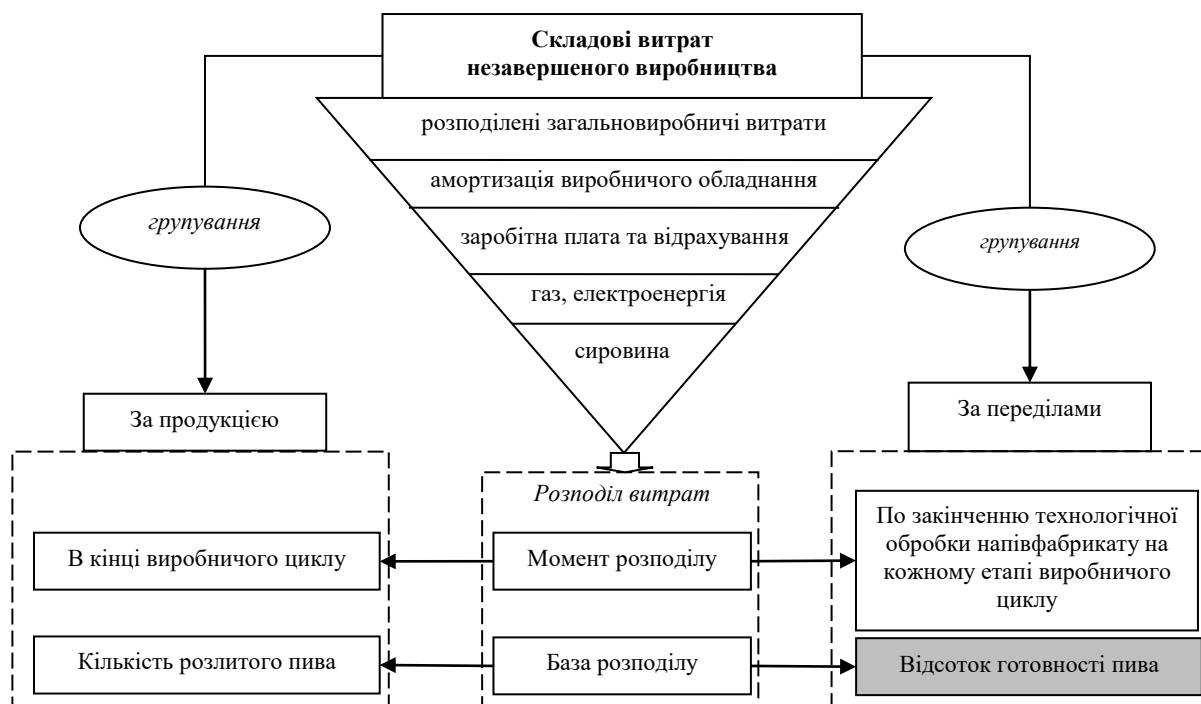 Складові витрат
незавершеного виробництва
розподілені загальновиробничі витрати
амортизація виробничого обладнання
заробітна плата та відрахування
газ, електроенергія
сировина
групування
групування
За продукцією
За переділами
Розподіл витрат
В кінці виробничого циклу
Момент розподілу
По закінченню технологічної
обробки напівфабрикату на
кожному етапі виробничого
циклу
Кількість розлитого пива
База розподілу
Відсоток готовності пива